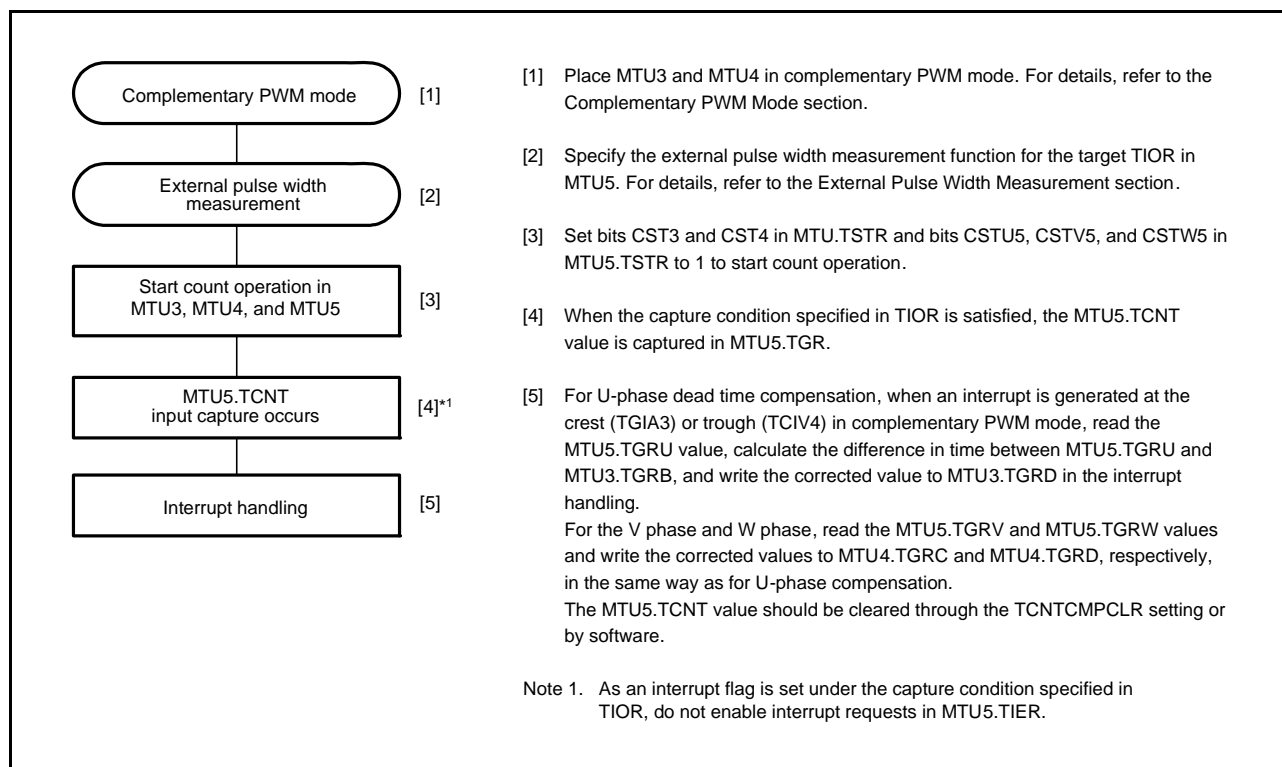 Complementary PWM mode [1]
External pulse width
measurement [2]
Start count operation in
MTU3, MTU4, and MTU5 [3]
MTU5.TCNT
input capture occurs [4]*1
Interrupt handling [5]
[1] Place MTU3 and MTU4 in complementary PWM mode. For details, refer to the
Complementary PWM Mode section.
[2] Specify the external pulse width measurement function for the target TIOR in
MTU5. For details, refer to the External Pulse Width Measurement section.
[3] Set bits CST3 and CST4 in MTU.TSTR and bits CSTU5, CSTV5, and CSTW5 in
MTU5.TSTR to 1 to start count operation.
[4] When the capture condition specified in TIOR is satisfied, the MTU5.TCNT
value is captured in MTU5.TGR.
[5] For U-phase dead time compensation, when an interrupt is generated at the
crest (TGIA3) or trough (TCIV4) in complementary PWM mode, read the
MTU5.TGRU value, calculate the difference in time between MTU5.TGRU and
MTU3.TGRB, and write the corrected value to MTU3.TGRD in the interrupt
handling.
For the V phase and W phase, read the MTU5.TGRV and MTU5.TGRW values
and write the corrected values to MTU4.TGRC and MTU4.TGRD, respectively,
in the same way as for U-phase compensation.
The MTU5.TCNT value should be cleared through the TCNTCMPCLR setting or
by software.
Note 1. As an interrupt flag is set under the capture condition specified in
TIOR, do not enable interrupt requests in MTU5.TIER.